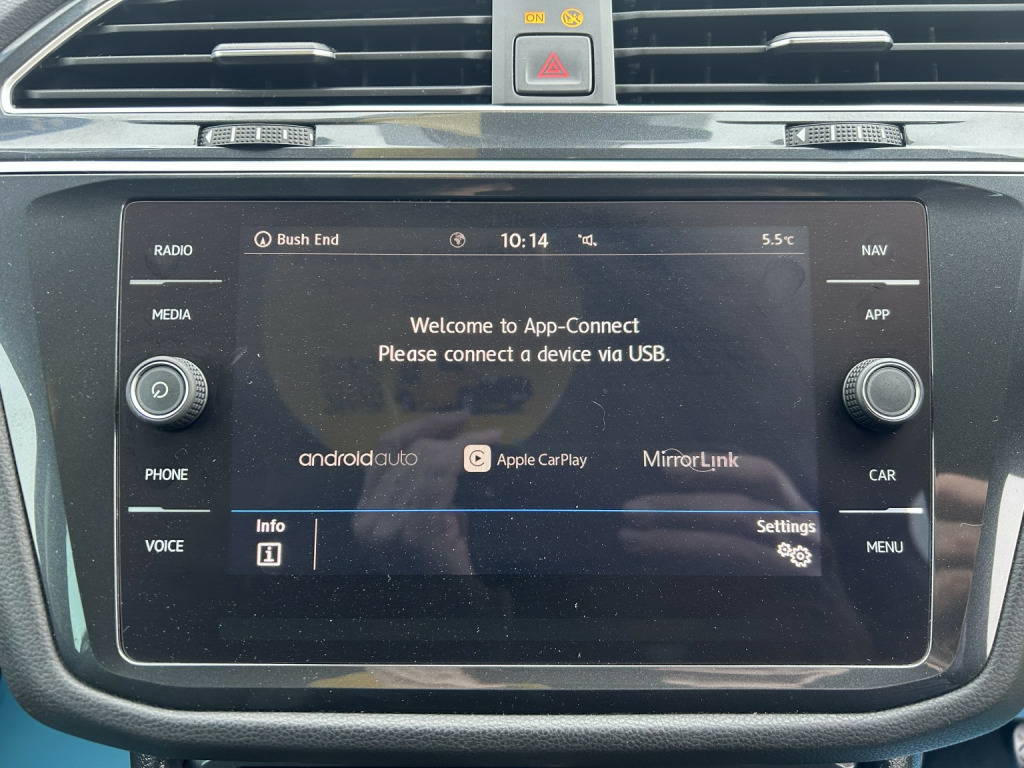 ON
RADIO
MEDIA
PHONE
VOICE
Bush End
10:14
5.5°C
Welcome to App-Connect
Please connect a device via USB.
androidauto
Apple CarPlay
MirrorLink
Info
i
Settings
NAV
APP
CAR
MENU